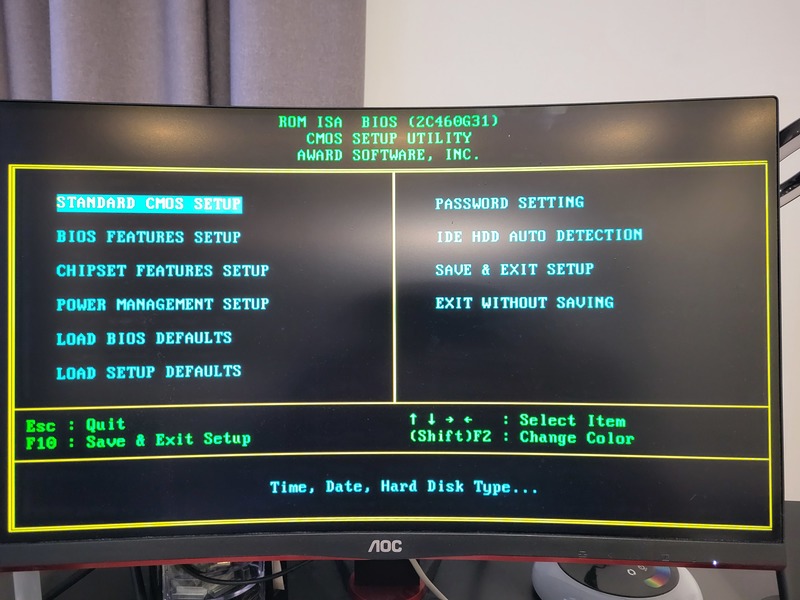 ROM ISA BIOS (2C460G31)
CMOS SETUP UTILITY
AWARD SOFTWARE, INC.
STANDARD CMOS SETUP
BIOS FEATURES SETUP
CHIPSET FEATURES SETUP
POWER MANAGEMENT SETUP
LOAD BIOS DEFAULTS
LOAD SETUP DEFAULTS
PASSWORD SETTING
IDE HDD AUTO DETECTION
SAVE & EXIT SETUP
EXIT WITHOUT SAVING
Esc : Quit
F10 : Save & Exit Setup
↑ ↓ → ← : Select Item
(Shift)F2 : Change Color
Time, Date, Hard Disk Type...
AOC